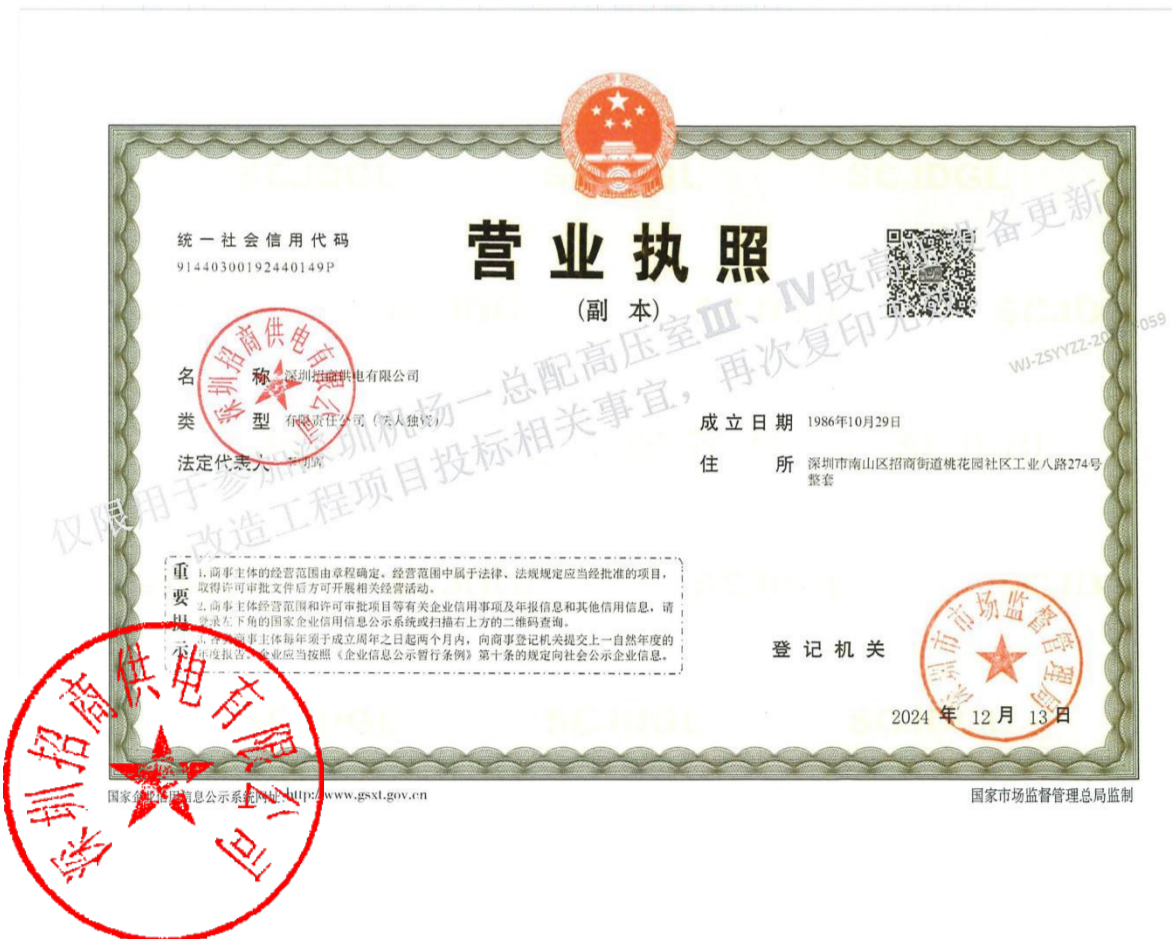 营业执照
(副 本)
统一社会信用代码
91440300192440149P
名 称 深圳招商供电有限公司
类 型 有限责任公司（法人独资）
法定代表人
成立日期 1986年10月29日
住 所 深圳市南山区招商街道桃花园社区工业八路274号
整套
重要提示
1.商事主体的经营范围由章程确定。经营范围中属于法律、法规规定应当经批准的项目，
取得许可审批文件后方可开展相关经营活动。
2.商事主体经营范围和许可审批项目等有关企业信用事项及年报信息和其他信用信息，请
登录左下角的国家企业信用信息公示系统或扫描右上方的二维码查询。
商事主体每年须于成立周年之日起两个月内，向商事登记机关提交上一自然年度的
年度报告。企业应当按照《企业信息公示暂行条例》第十条的规定向社会公示企业信息。
登记机关
2024 年 12 月 13 日
深圳市市场监督管理局
深圳招商供电有限公司
深圳招商供电有限公司
国家企业信用信息公示系统网址：http://www.gsxt.gov.cn
国家市场监督管理总局监制
仅限用于参加深圳机场一总配高压室Ⅲ、Ⅳ段高 设备更新
改造工程项目投标相关事宜，再次复印无
WJ-ZSYYZZ-20 -059